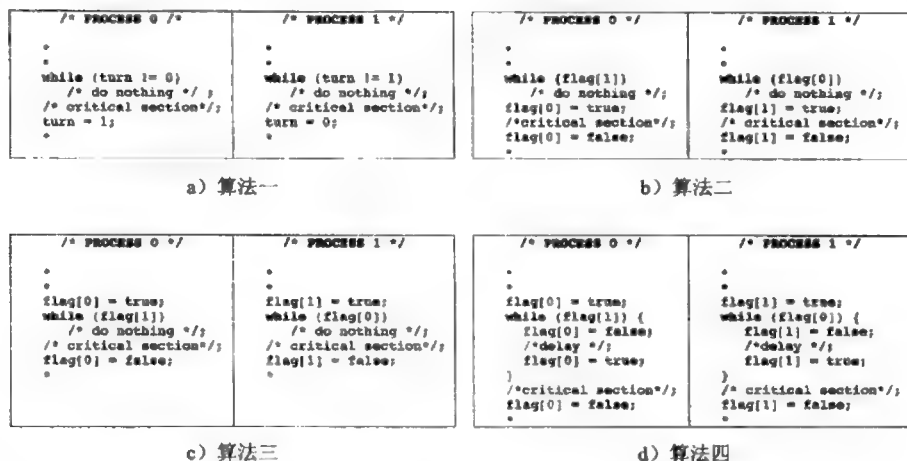 /* PROCESS 0 /*
while (turn != 0)
/* do nothing */ ;
/* critical section*/;
turn = 1;
/* PROCESS 1 */
while (turn != 1)
/* do nothing */;
/* critical section*/;
turn = 0;
a）算法一
/* PROCESS 0 */
while (flag[1])
/* do nothing */;
flag[0] = true;
/*critical section*/;
flag[0] = false;
/* PROCESS 1 */
while (flag[0])
/* do nothing */;
flag[1] = true;
/* critical section*/;
flag[1] = false;
b）算法二
/* PROCESS 0 */
flag[0] = true;
while (flag[1])
/* do nothing */;
/* critical section*/;
flag[0] = false;
/* PROCESS 1 */
flag[1] = true;
while (flag[0])
/* do nothing */;
/* critical section*/;
flag[1] = false;
c）算法三
/* PROCESS 0 */
flag[0] = true;
while (flag[1]) {
flag[0] = false;
/*delay */;
flag[0] = true;
}
/*critical section*/;
flag[0] = false;
/* PROCESS 1 */
flag[1] = true;
while (flag[0]) {
flag[1] = false;
/*delay */;
flag[1] = true;
}
/* critical section*/;
flag[1] = false;
d）算法四